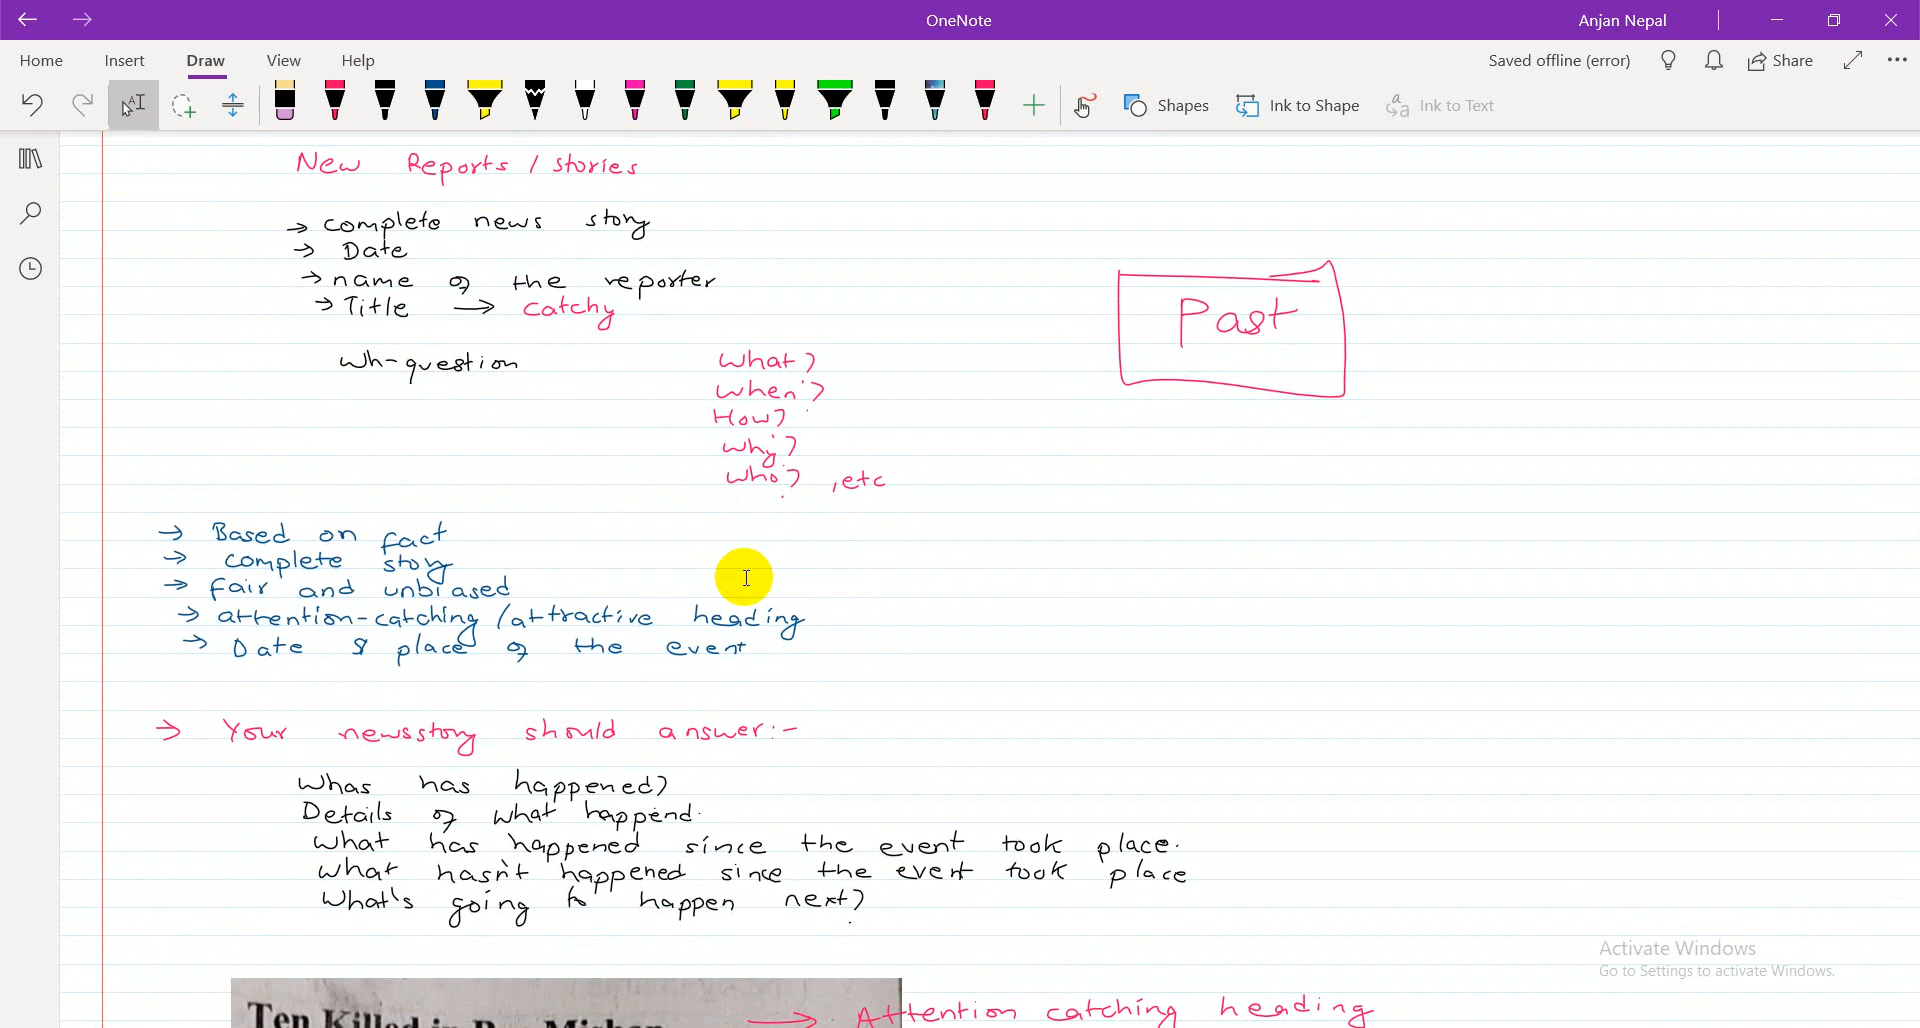 OneNote
Anjan Nepal
Home Insert Draw View Help
Saved offline (error) Share
Shapes Ink to Shape Ink to Text
New Reports / stories
→ complete news story
→ Date
→ name of the reporter
→ Title → catchy
Past
Wh-question What?
When?
How?
Why?
Who? , etc
→ Based on fact
→ complete story
→ fair and unbiased
→ attention-catching / attractive heading
→ Date & place of the event
→ Your newsstory should answer:-
Whas has happened?
Details of what happend.
What has happened since the event took place.
What hasn't happened since the event took place
What's going to happen next?
Activate Windows
Go to Settings to activate Windows.
Ten Killed in
→ Attention catching heading